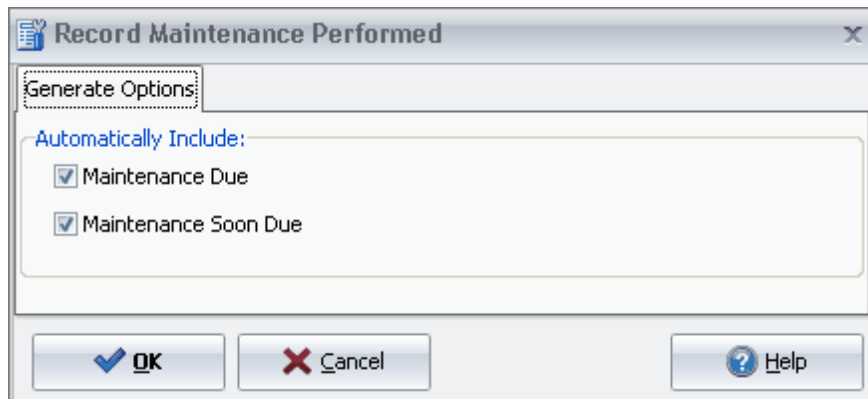 Record Maintenance Performed
Generate Options
Automatically Include:
Maintenance Due
Maintenance Soon Due
OK Cancel Help